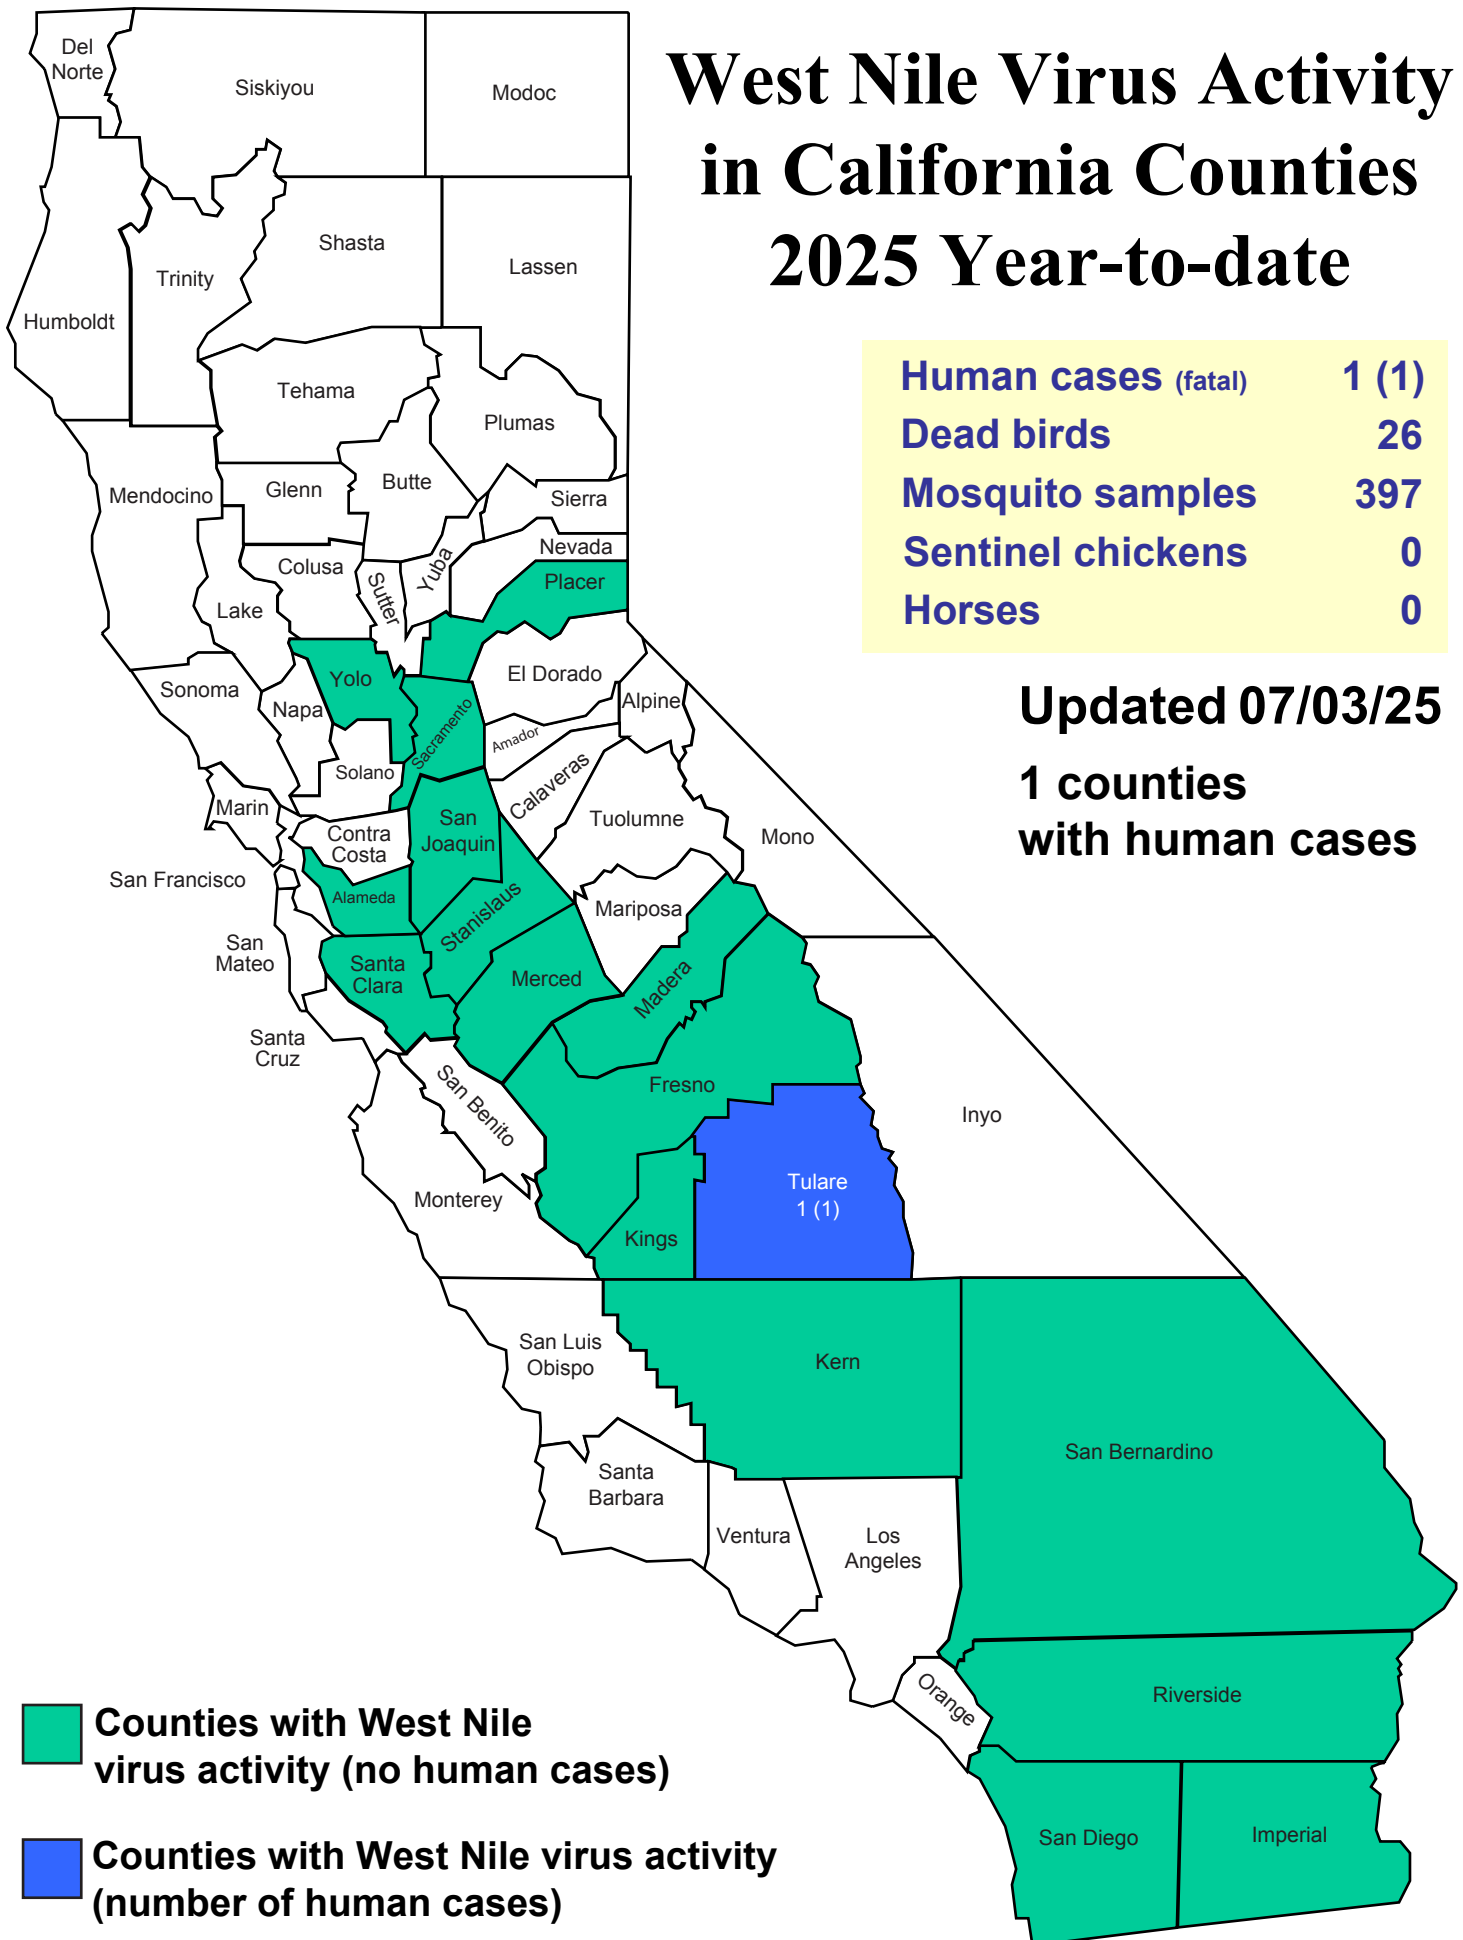 West Nile Virus Activity
in California Counties
2025 Year-to-date
Human cases (fatal) 1 (1)
Dead birds 26
Mosquito samples 397
Sentinel chickens 0
Horses 0
Updated 07/03/25
1 counties
with human cases
Del
Norte
Siskiyou
Modoc
Shasta
Lassen
Trinity
Humboldt
Tehama
Plumas
Mendocino
Glenn
Butte
Sierra
Nevada
Colusa
Sutter
Yuba
Placer
Lake
El Dorado
Yolo
Sonoma
Napa
Sacramento
Alpine
Amador
Solano
Calaveras
Marin
Contra
Costa
San
Joaquin
Tuolumne
Mono
San Francisco
Alameda
Stanislaus
Mariposa
San
Mateo
Santa
Clara
Merced
Madera
Santa
Cruz
San Benito
Fresno
Inyo
Monterey
Kings
Tulare
1 (1)
San Luis
Obispo
Kern
San Bernardino
Santa
Barbara
Ventura
Los
Angeles
Orange
Riverside
San Diego
Imperial
Counties with West Nile
virus activity (no human cases)
Counties with West Nile virus activity
(number of human cases)